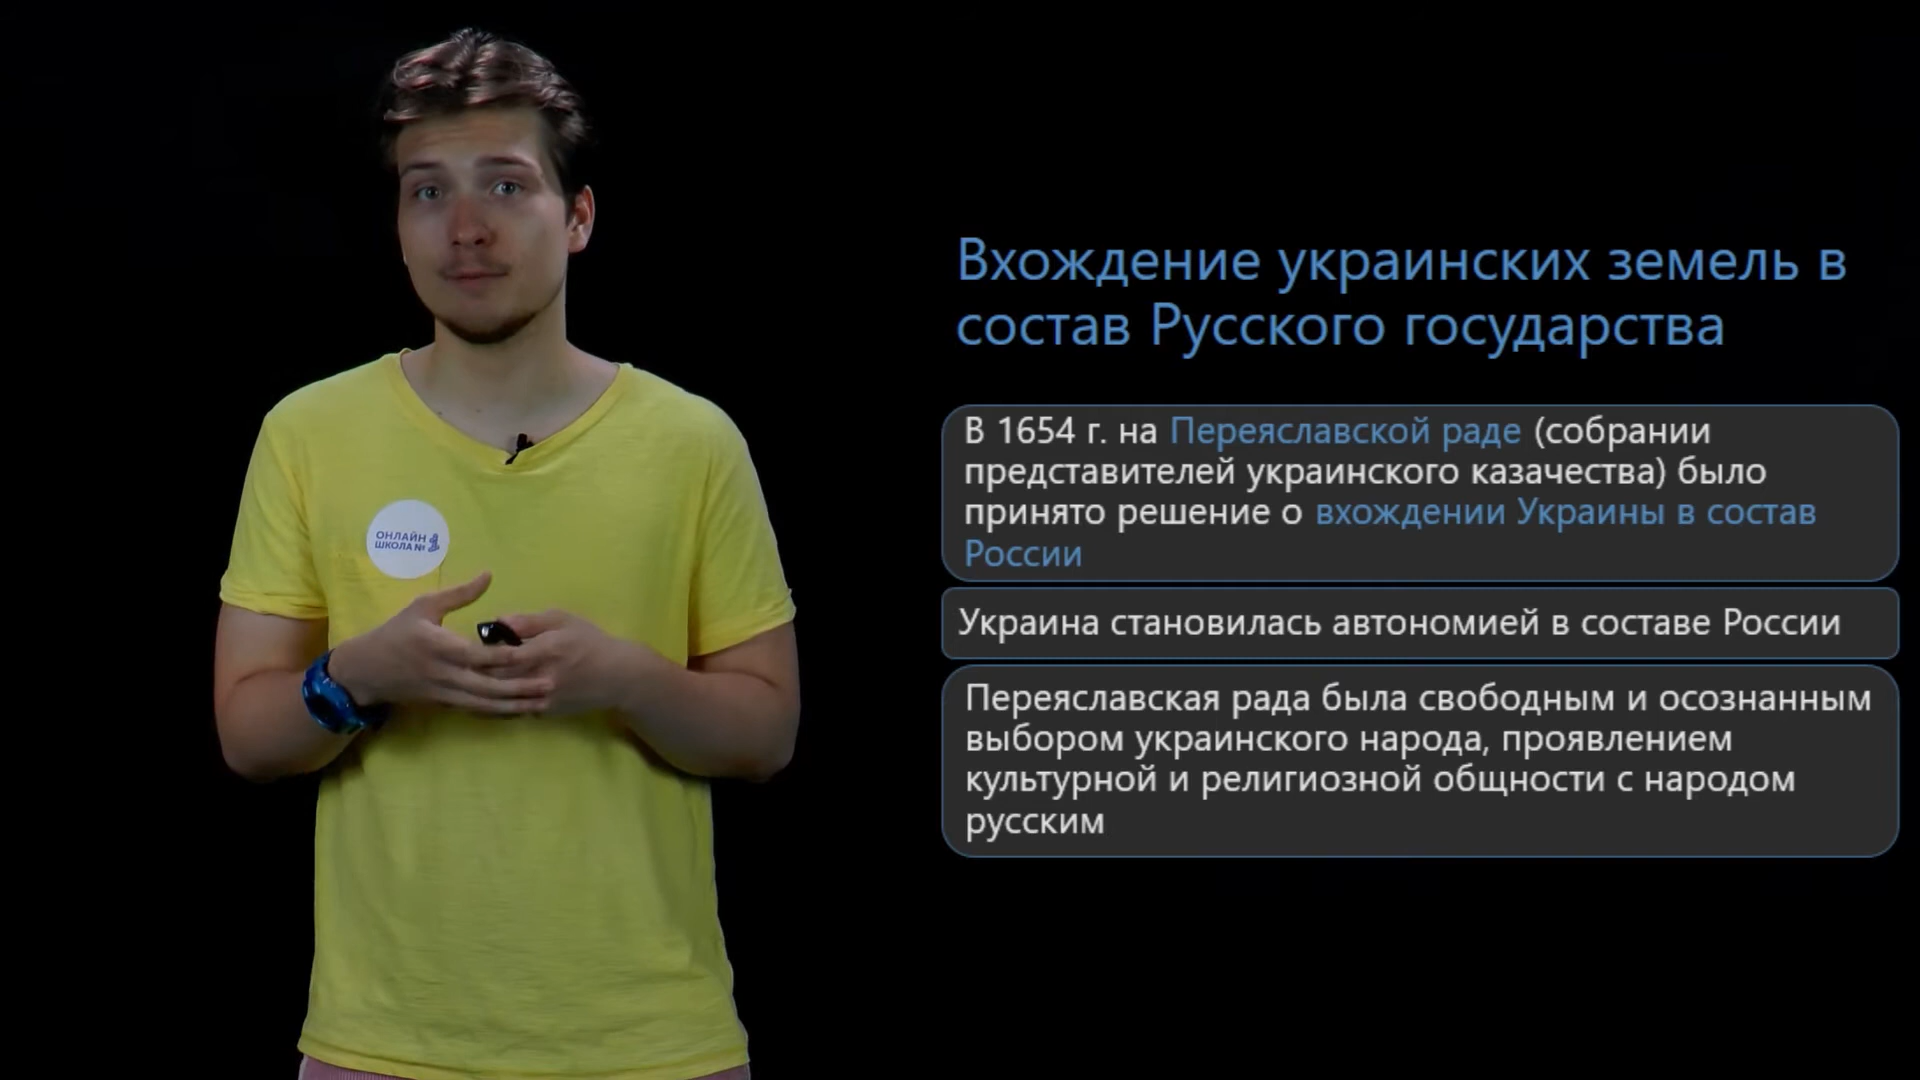 ОНЛАЙН
ШКОЛА №1
Вхождение украинских земель в
состав Русского государства
В 1654 г. на Переяславской раде (собрании
представителей украинского казачества) было
принято решение о вхождении Украины в состав
России
Украина становилась автономией в составе России
Переяславская рада была свободным и осознанным
выбором украинского народа, проявлением
культурной и религиозной общности с народом
русским